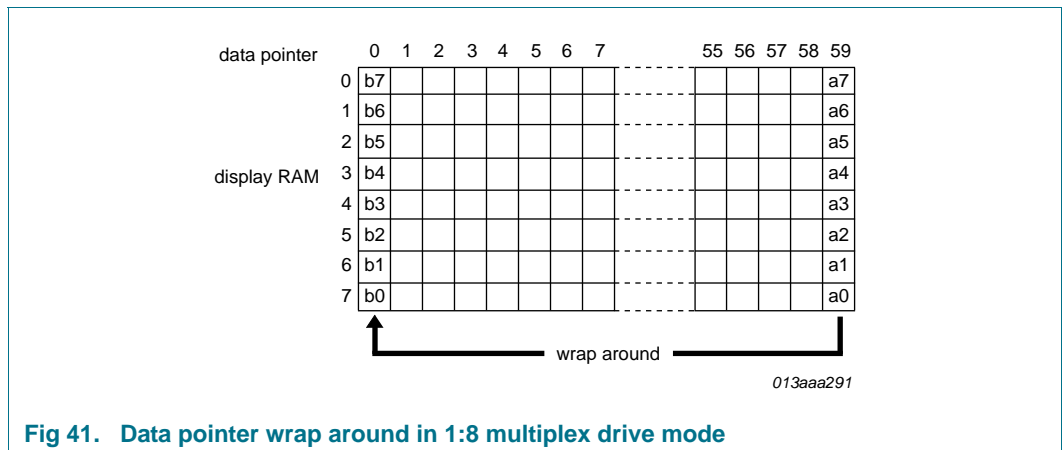 data pointer 0 1 2 3 4 5 6 7 55 56 57 58 59
0 b7 a7
1 b6 a6
2 b5 a5
display RAM 3 b4 a4
4 b3 a3
5 b2 a2
6 b1 a1
7 b0 a0
wrap around
013aaa291
Fig 41. Data pointer wrap around in 1:8 multiplex drive mode